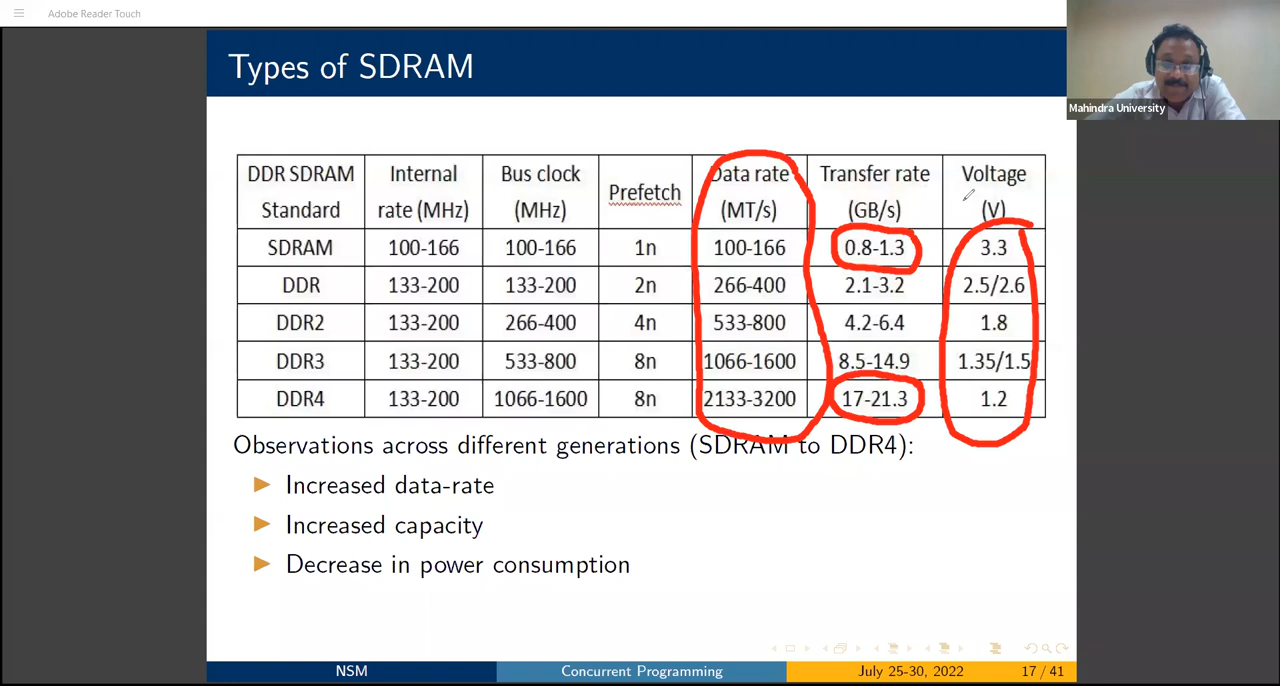 Adobe Reader Touch
Types of SDRAM
Mahindra University
DDR SDRAM Standard Internal rate (MHz) Bus clock (MHz) Prefetch Data rate (MT/s) Transfer rate (GB/s) Voltage (V)
SDRAM 100-166 100-166 1n 100-166 0.8-1.3 3.3
DDR 133-200 133-200 2n 266-400 2.1-3.2 2.5/2.6
DDR2 133-200 266-400 4n 533-800 4.2-6.4 1.8
DDR3 133-200 533-800 8n 1066-1600 8.5-14.9 1.35/1.5
DDR4 133-200 1066-1600 8n 2133-3200 17-21.3 1.2
Observations across different generations (SDRAM to DDR4):
Increased data-rate
Increased capacity
Decrease in power consumption
NSM Concurrent Programming July 25-30, 2022 17 / 41